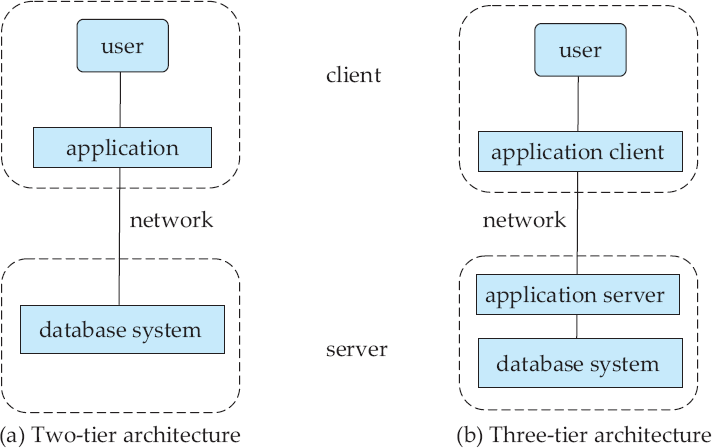 user
application
network
database system
(a) Two-tier architecture
client
server
user
application client
network
application server
database system
(b) Three-tier architecture